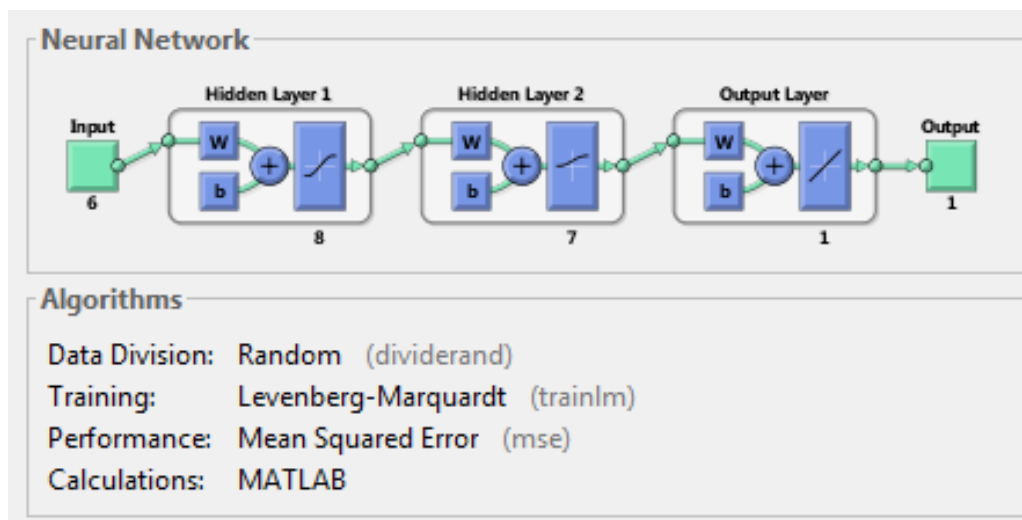 Neural Network
Hidden Layer 1 Hidden Layer 2 Output Layer
Input Output
W W W
b b b
6 1
8 7 1
Algorithms
Data Division: Random (dividerand)
Training: Levenberg-Marquardt (trainlm)
Performance: Mean Squared Error (mse)
Calculations: MATLAB